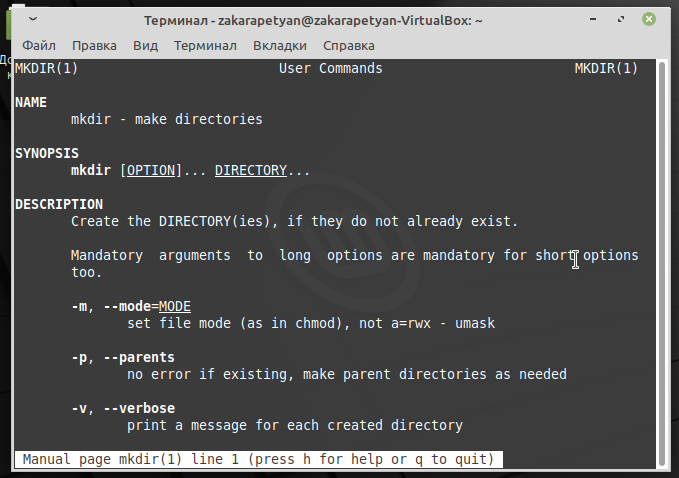 Терминал - zakarapetyan@zakarapetyan-VirtualBox: ~
Файл Правка Вид Терминал Вкладки Справка
MKDIR(1) User Commands MKDIR(1)
NAME
mkdir - make directories
SYNOPSIS
mkdir [OPTION]... DIRECTORY...
DESCRIPTION
Create the DIRECTORY(ies), if they do not already exist.
Mandatory arguments to long options are mandatory for short options
too.
-m, --mode=MODE
set file mode (as in chmod), not a=rwx - umask
-p, --parents
no error if existing, make parent directories as needed
-v, --verbose
print a message for each created directory
Manual page mkdir(1) line 1 (press h for help or q to quit)